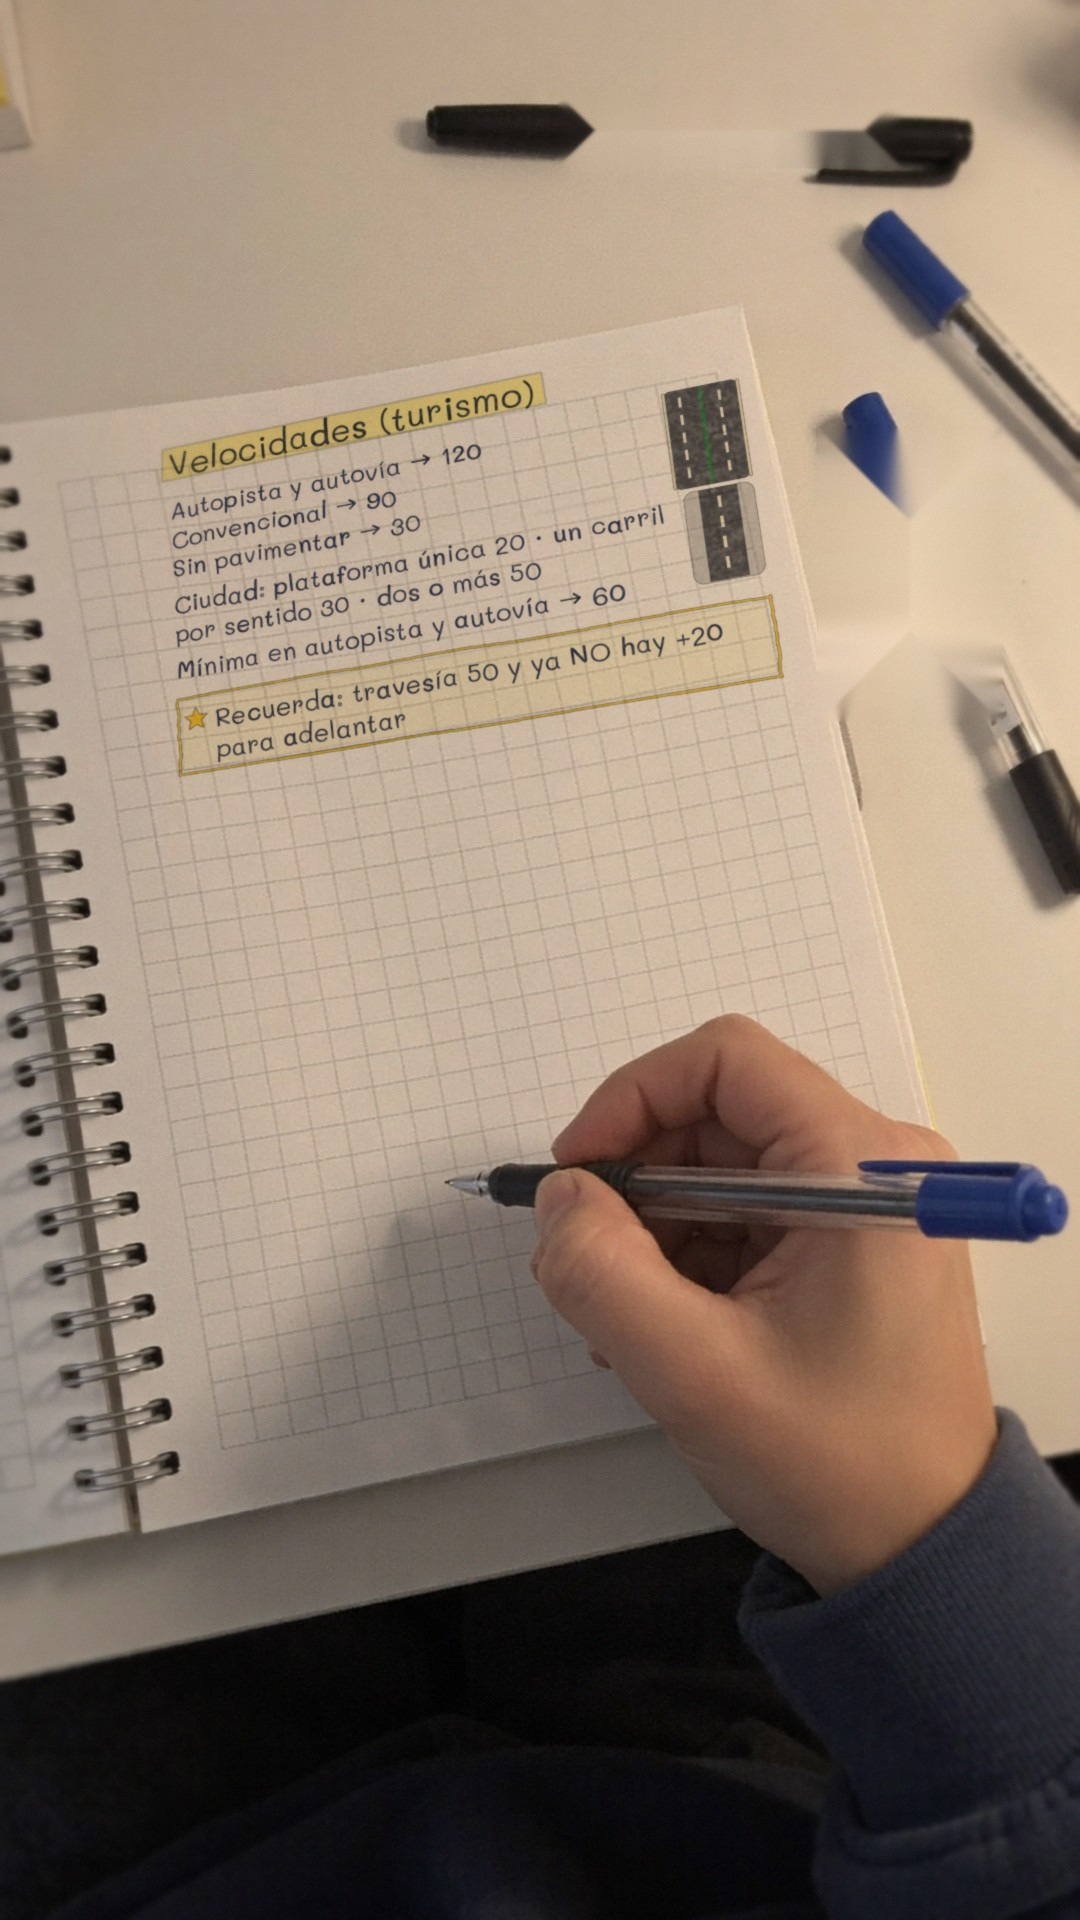 Velocidades (turismo)
Autopista y autovía → 120
Convencional → 90
Sin pavimentar → 30
Ciudad: plataforma única 20 · un carril
por sentido 30 · dos o más 50
Mínima en autopista y autovía → 60
Recuerda: travesía 50 y ya NO hay +20
para adelantar